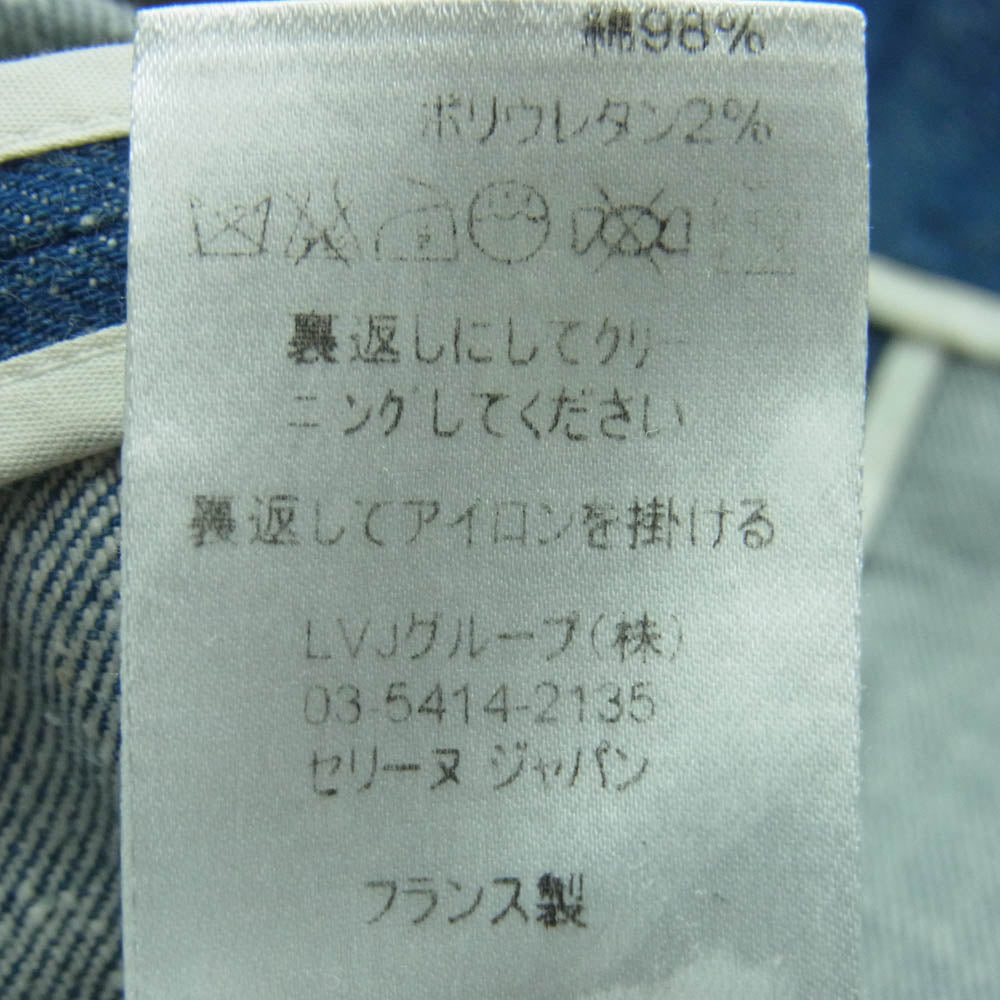 綿98%
ポリウレタン2%
裏返しにしてクリー
ニングしてください
裏返してアイロンを掛ける
LVJグループ(株)
03-5414-2135
セリーヌ ジャパン
フランス製